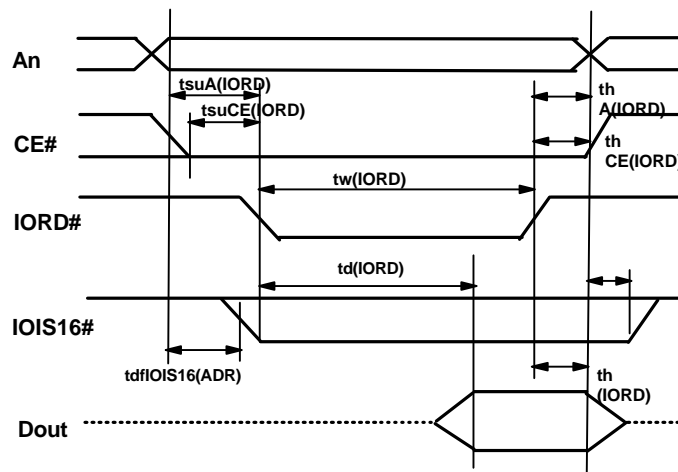 An
tsuA(IORD)
th
A(IORD)
tsuCE(IORD)
CE#
th
CE(IORD)
tw(IORD)
IORD#
td(IORD)
IOIS16#
tdfIOIS16(ADR)
th
(IORD)
Dout